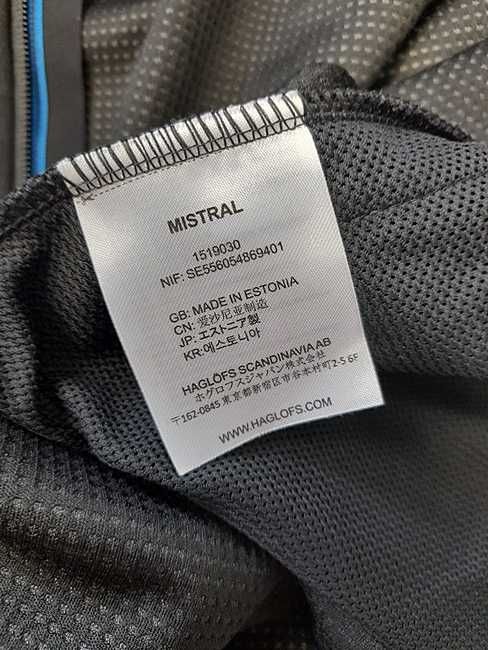 MISTRAL
1519030
NIF: SE556054869401
GB: MADE IN ESTONIA
CN: 爱沙尼亚制造
JP: エストニア製
KR:에스토니아
HAGLÖFS SCANDINAVIA AB
ホグロフスジャパン株式会社
〒162-0845 東京都新宿区市谷本村町2-5 6F
WWW.HAGLOFS.COM